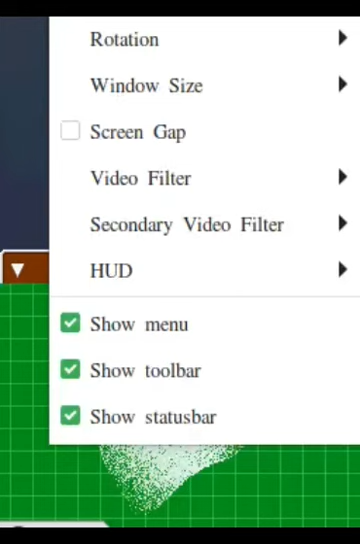 Rotation
Window Size
Screen Gap
Video Filter
Secondary Video Filter
HUD
Show menu
Show toolbar
Show statusbar